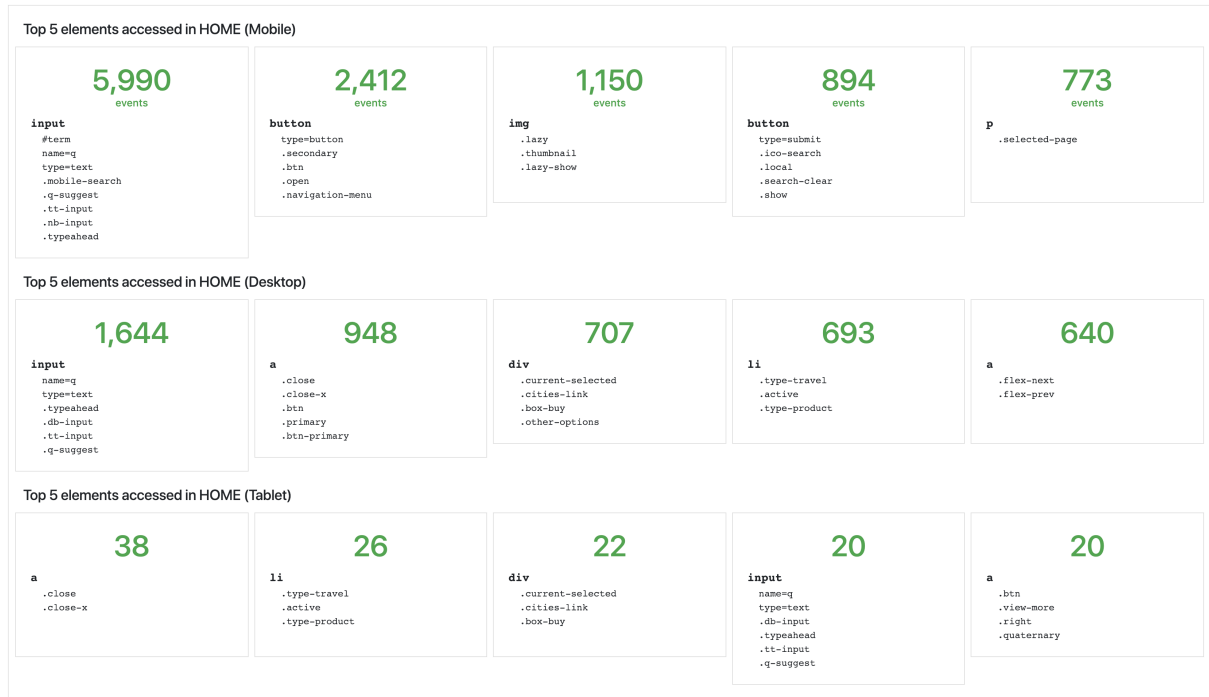 Top 5 elements accessed in HOME (Mobile)
5,990
events
input
#term
name=q
type=text
.mobile-search
.q-suggest
.tt-input
.nb-input
.typeahead
2,412
events
button
type=button
.secondary
.btn
.open
.navigation-menu
1,150
events
img
.lazy
.thumbnail
.lazy-show
894
events
button
type=submit
.ico-search
.local
.search-clear
.show
773
events
p
.selected-page
Top 5 elements accessed in HOME (Desktop)
1,644
input
name=q
type=text
.typeahead
.db-input
.tt-input
.q-suggest
948
a
.close
.close-x
.btn
.primary
.btn-primary
707
div
.current-selected
.cities-link
.box-buy
.other-options
693
li
.type-travel
.active
.type-product
640
a
.flex-next
.flex-prev
Top 5 elements accessed in HOME (Tablet)
38
a
.close
.close-x
26
li
.type-travel
.active
.type-product
22
div
.current-selected
.cities-link
.box-buy
20
input
name=q
type=text
.db-input
.typeahead
.tt-input
.q-suggest
20
a
.btn
.view-more
.right
.quaternary